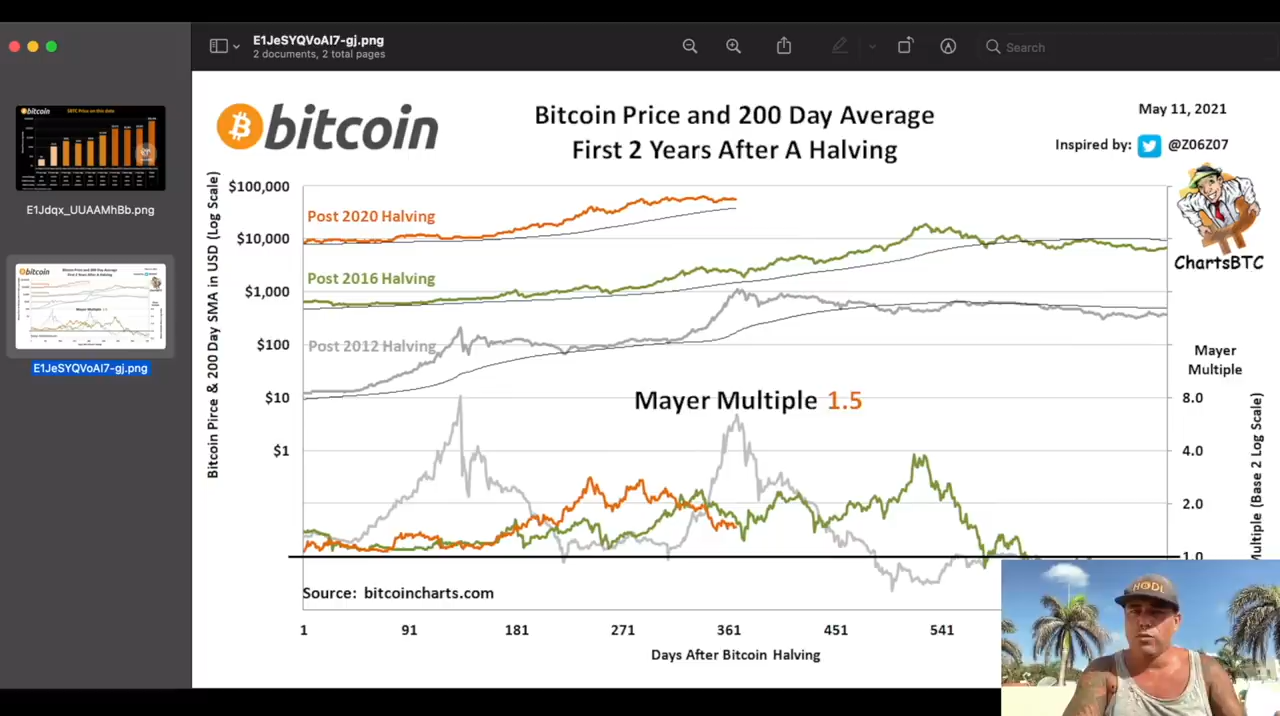 E1JeSYQVoAI7-gj.png
2 documents, 2 total pages
Search
E1Jdqx_UUAAMhBb.png
E1JeSYQVoAI7-gj.png
bitcoin
Bitcoin Price and 200 Day Average
First 2 Years After A Halving
May 11, 2021
Inspired by: @Z06Z07
ChartsBTC
Bitcoin Pirce & 200 Day SMA in USD (Log Scale)
$100,000
$10,000
$1,000
$100
$10
$1
Post 2020 Halving
Post 2016 Halving
Post 2012 Halving
Mayer Multiple 1.5
Mayer
Multiple
8.0
4.0
2.0
1.0
Multiple (Base 2 Log Scale)
Source: bitcoincharts.com
1
91
181
271
361
451
541
Days After Bitcoin Halving
HODL